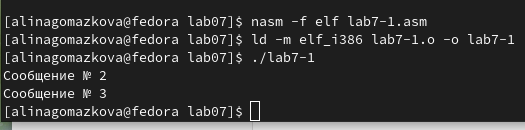 [alinagomazkova@fedora lab07]$ nasm -f elf lab7-1.asm
[alinagomazkova@fedora lab07]$ ld -m elf_i386 lab7-1.o -o lab7-1
[alinagomazkova@fedora lab07]$ ./lab7-1
Сообщение № 2
Сообщение № 3
[alinagomazkova@fedora lab07]$